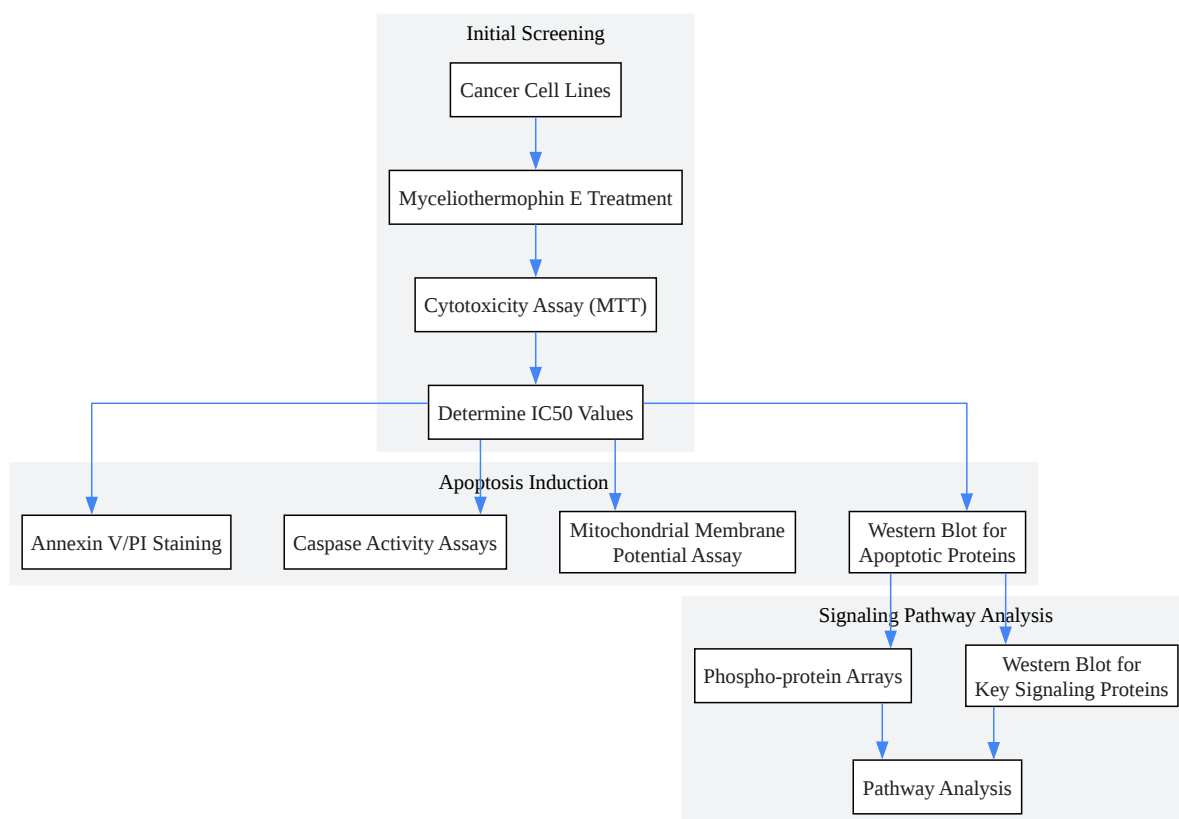 Initial Screening
Cancer Cell Lines
Myceliothermophin E Treatment
Cytotoxicity Assay (MTT)
Determine IC50 Values
Apoptosis Induction
Annexin V/PI Staining
Caspase Activity Assays
Mitochondrial Membrane
Potential Assay
Western Blot for
Apoptotic Proteins
Signaling Pathway Analysis
Phospho-protein Arrays
Western Blot for
Key Signaling Proteins
Pathway Analysis